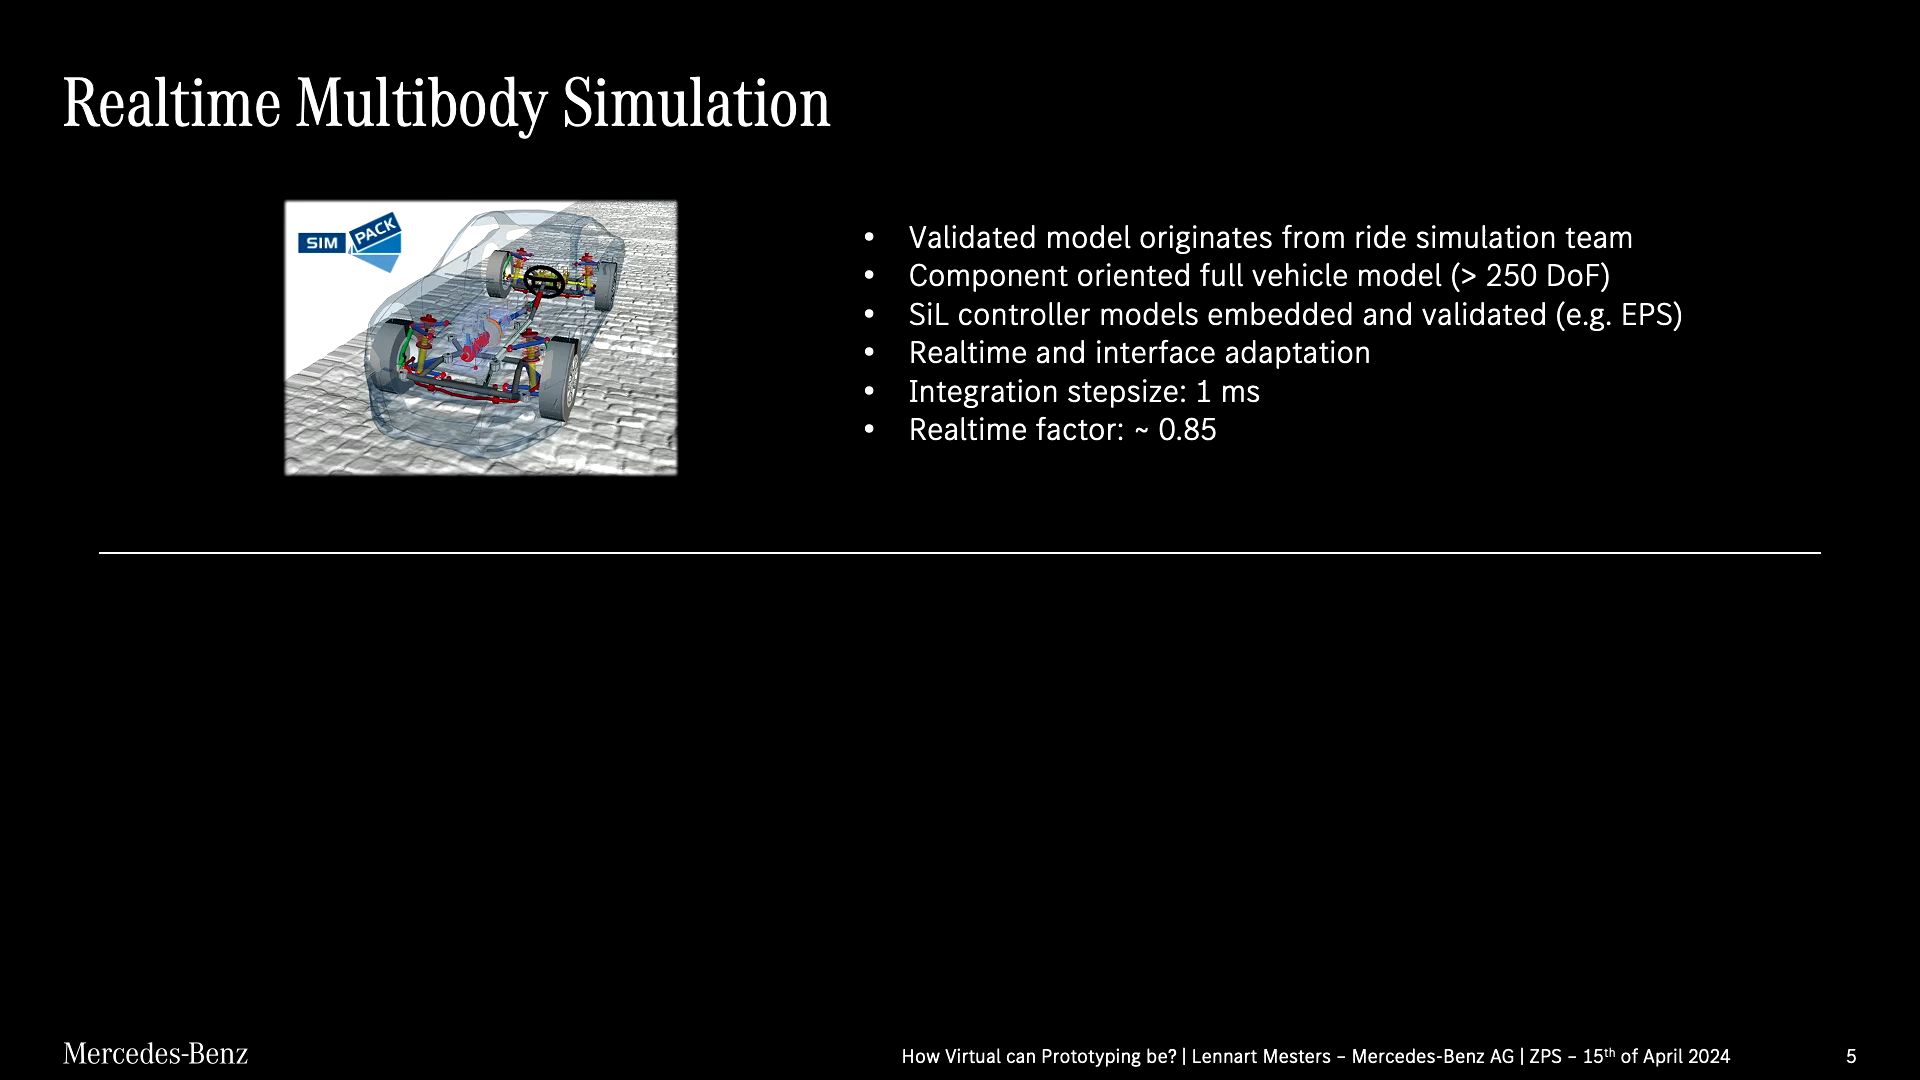 Realtime Multibody Simulation
SIMPACK
• Validated model originates from ride simulation team
• Component oriented full vehicle model (> 250 DoF)
• SiL controller models embedded and validated (e.g. EPS)
• Realtime and interface adaptation
• Integration stepsize: 1 ms
• Realtime factor: ~ 0.85
Mercedes-Benz
How Virtual can Prototyping be? | Lennart Mesters – Mercedes-Benz AG | ZPS – 15th of April 2024
5